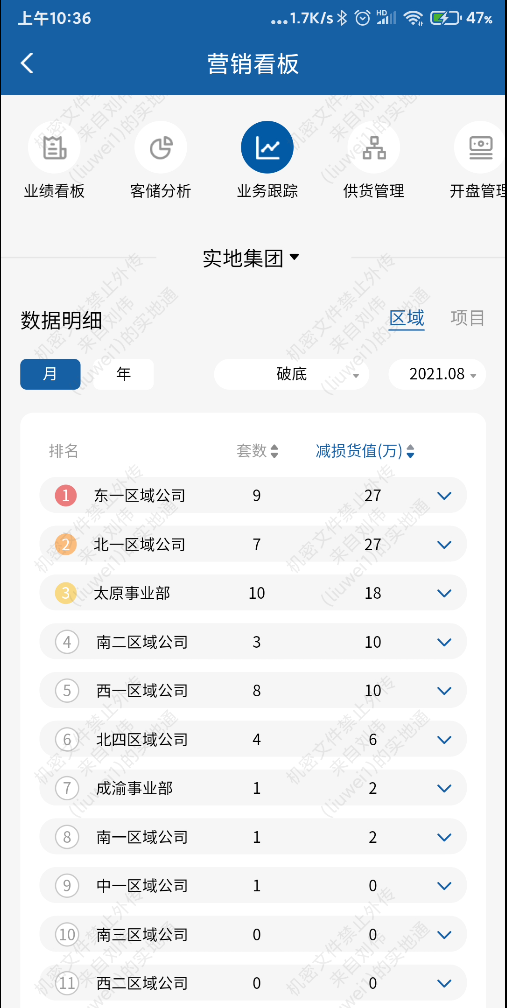 上午10:36 ...1.7K/s HD 47%
营销看板
业绩看板 客储分析 业务跟踪 供货管理 开盘管理
实地集团
数据明细 区域 项目
月 年 破底 2021.08
排名 套数 减损货值(万)
1 东一区域公司 9 27
2 北一区域公司 7 27
3 太原事业部 10 18
4 南二区域公司 3 10
5 西一区域公司 8 10
6 北四区域公司 4 6
7 成渝事业部 1 2
8 南一区域公司 1 2
9 中一区域公司 1 0
10 南三区域公司 0 0
11 西二区域公司 0 0
机密文件禁止外传
来自刘伟
(liuwei1)的实地通